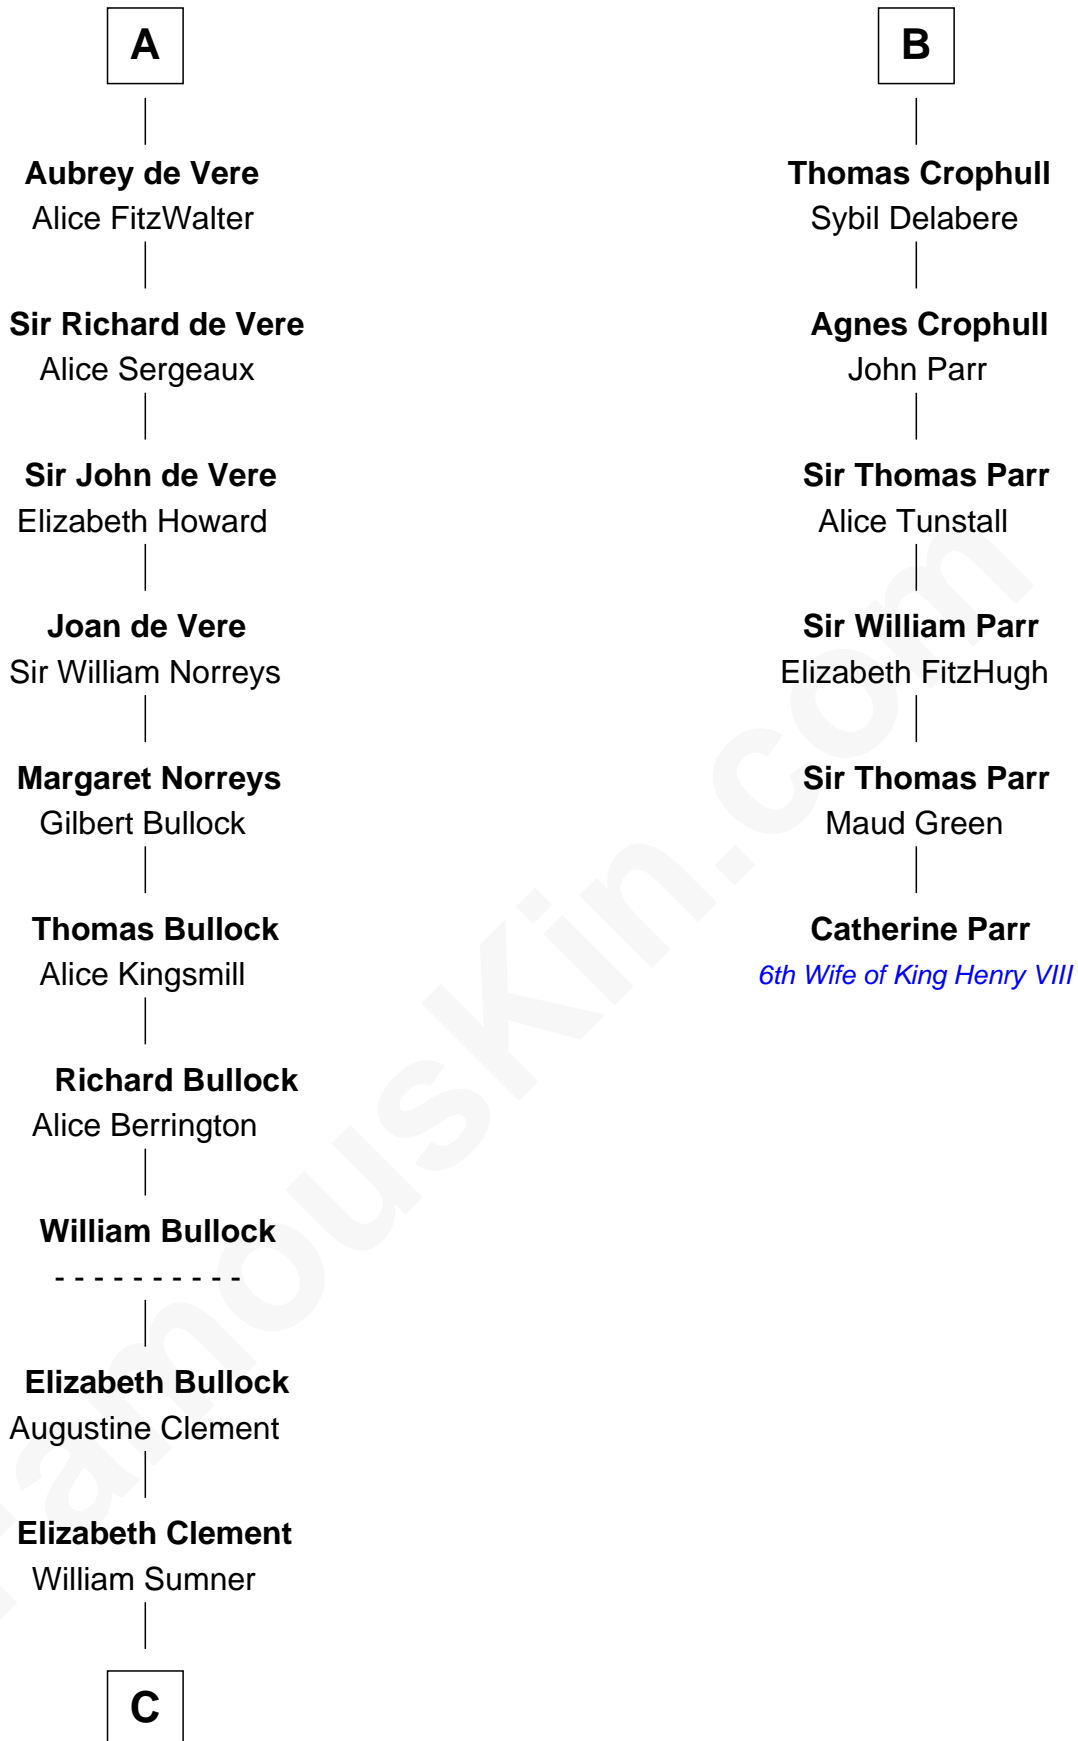 A
Aubrey de Vere
Alice FitzWalter
Sir Richard de Vere
Alice Sergeaux
Sir John de Vere
Elizabeth Howard
Joan de Vere
Sir William Norreys
Margaret Norreys
Gilbert Bullock
Thomas Bullock
Alice Kingsmill
Richard Bullock
Alice Berrington
William Bullock
- - - - - - - - - -
Elizabeth Bullock
Augustine Clement
Elizabeth Clement
William Sumner
C
B
Thomas Crophull
Sybil Delabere
Agnes Crophull
John Parr
Sir Thomas Parr
Alice Tunstall
Sir William Parr
Elizabeth FitzHugh
Sir Thomas Parr
Maud Green
Catherine Parr
6th Wife of King Henry VIII
FamousKin.com